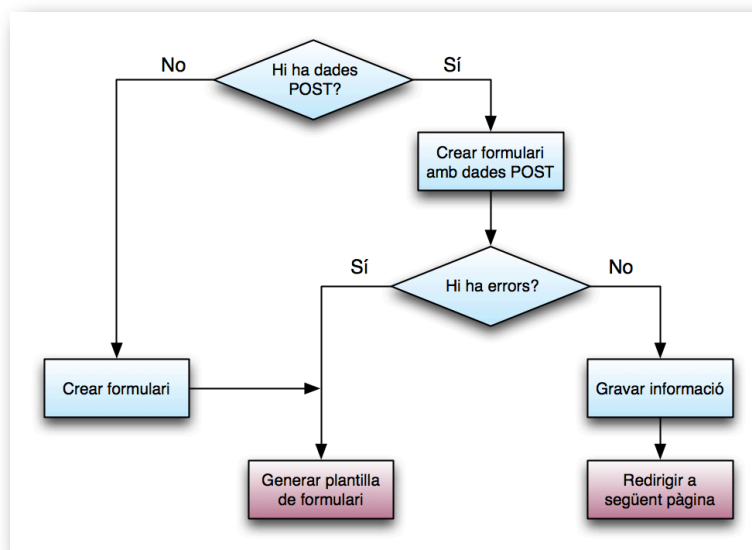 Hi ha dades
POST?
No
Sí
Crear formulari
amb dades POST
Hi ha errors?
Sí
No
Crear formulari
Gravar informació
Generar plantilla
de formulari
Redirigir a
següent pàgina